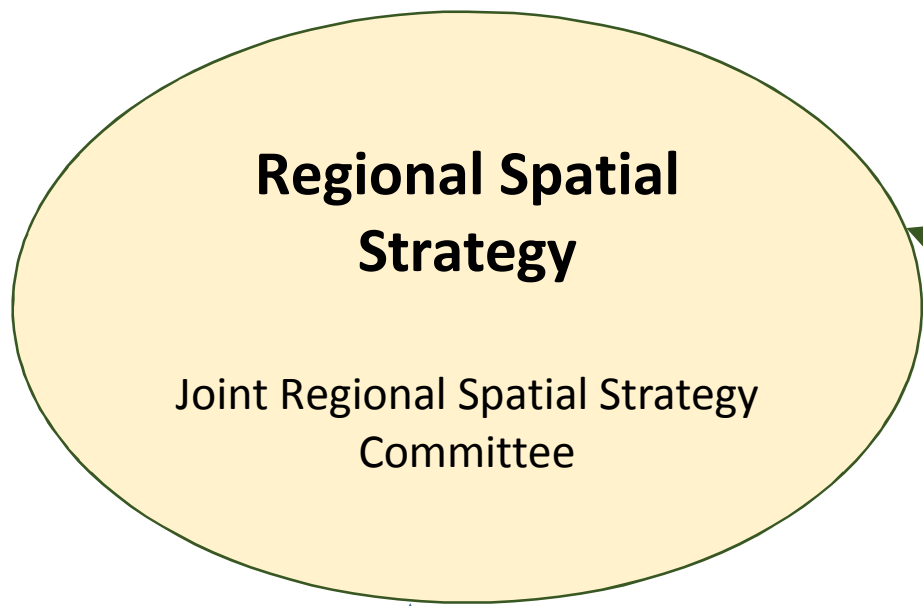 Regional Spatial
Strategy
Joint Regional Spatial Strategy
Committee